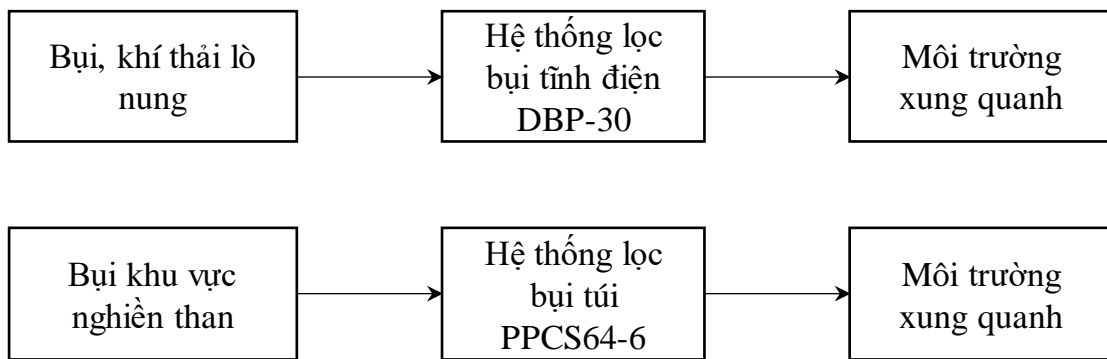 Bụi, khí thải lò
nung
Hệ thống lọc
bụi tĩnh điện
DBP-30
Môi trường
xung quanh
Bụi khu vực
nghiền than
Hệ thống lọc
bụi túi
PPCS64-6
Môi trường
xung quanh